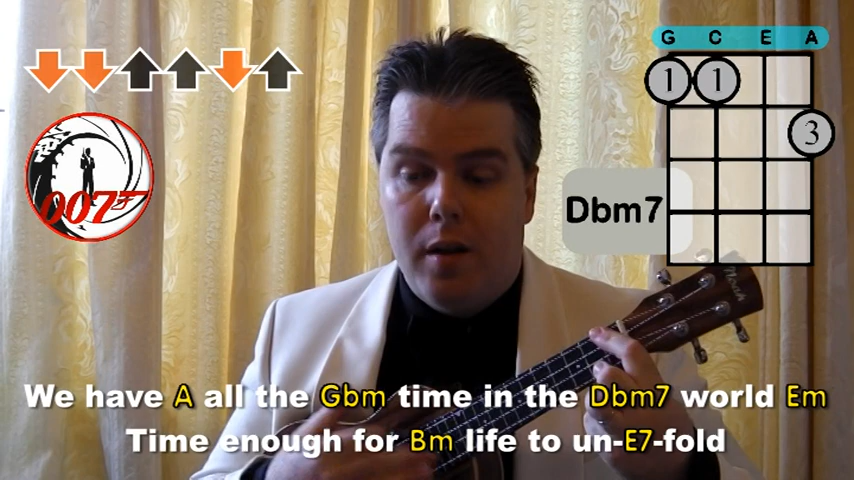 G C E A
1 1
3
007
Dbm7
Noah
We have A all the Gbm time in the Dbm7 world Em
Time enough for Bm life to un-E7-fold